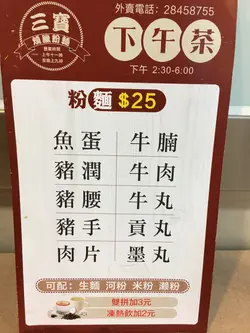 外賣電話：28458755
三寶
下午茶
下午 2:30-6:00
粉麵 $25
魚蛋 牛腩
豬潤 牛肉
豬腰 牛丸
豬手 貢丸
肉片 墨丸
可配：生麵 河粉 米粉 瀨粉
雙拼加3元
凍熱飲加2元